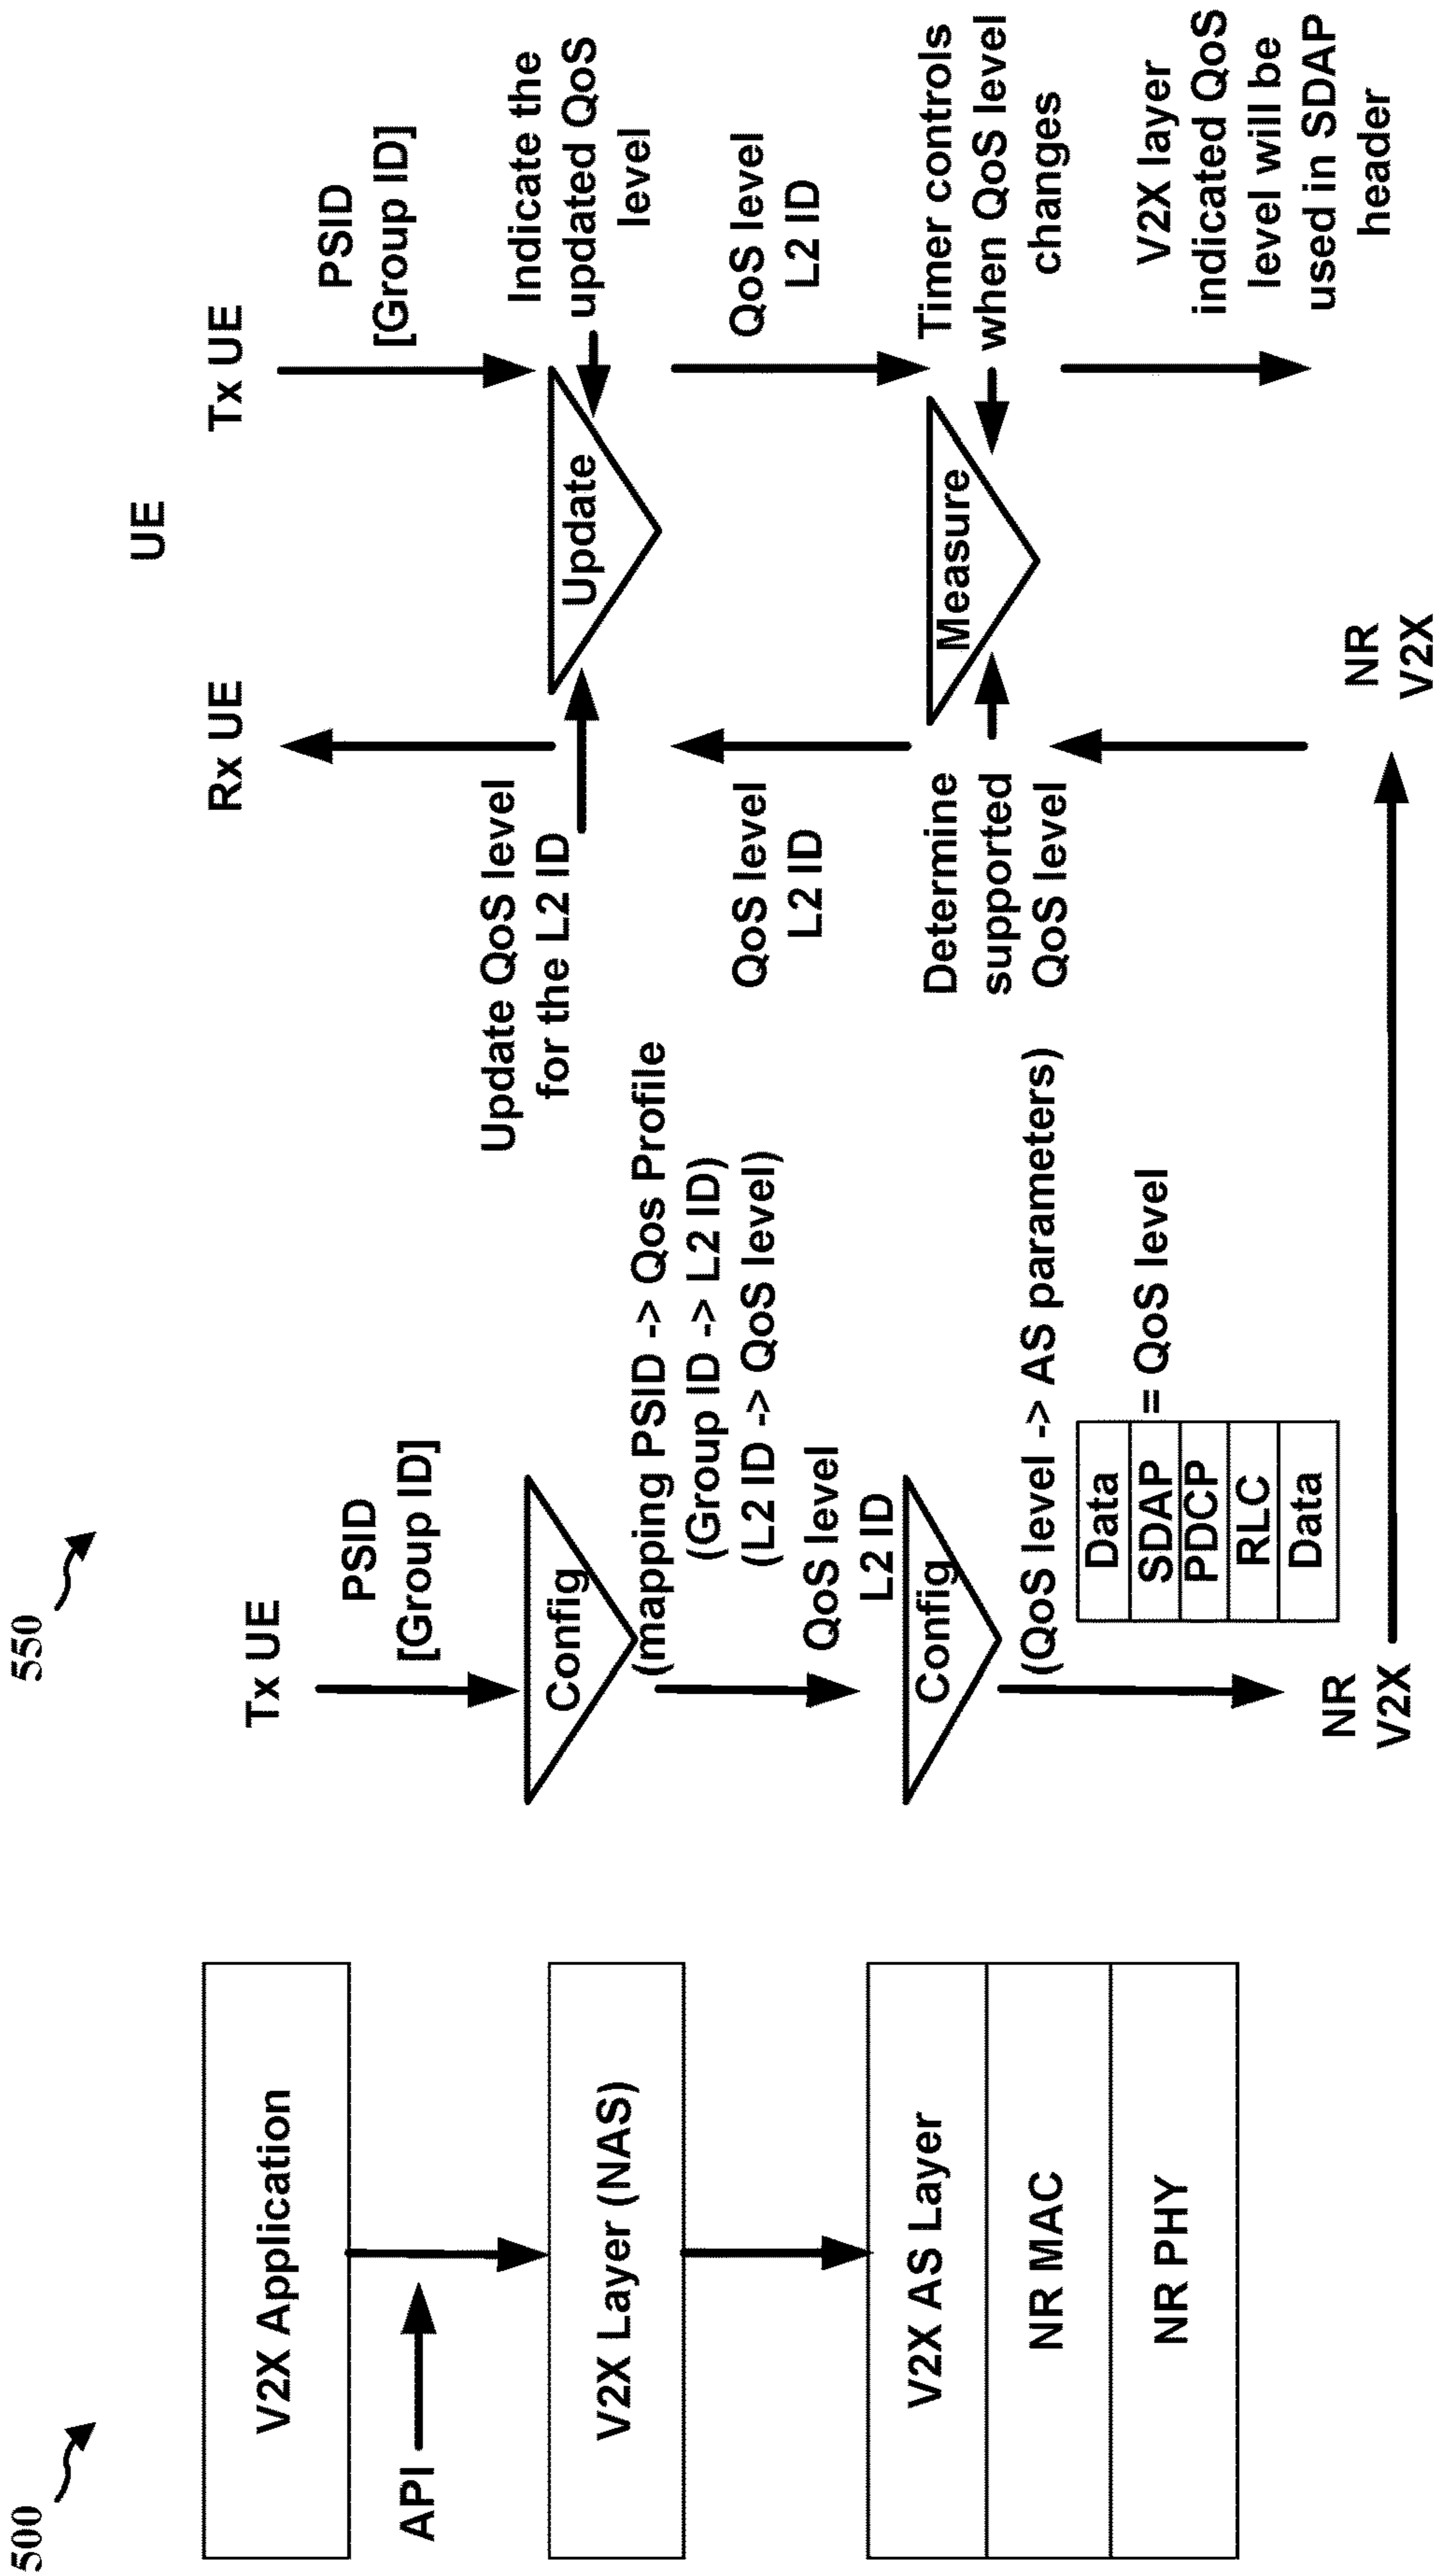 500
V2X Application
API
V2X Layer (NAS)
V2X AS Layer
NR MAC
NR PHY
550
Tx UE
PSID
[Group ID]
Config
(mapping PSID -> Qos Profile
(Group ID -> L2 ID)
(L2 ID -> QoS level)
QoS level
L2 ID
Config
(QoS level -> AS parameters)
Data
SDAP
= QoS level
PDCP
RLC
Data
NR
V2X
UE
Rx UE
Tx UE
PSID
[Group ID]
Update QoS level
for the L2 ID
Update
Indicate the
updated QoS
level
QoS level
L2 ID
QoS level
L2 ID
Determine
supported
QoS level
Measure
Timer controls
when QoS level
changes
V2X layer
indicated QoS
level will be
used in SDAP
header
NR
V2X